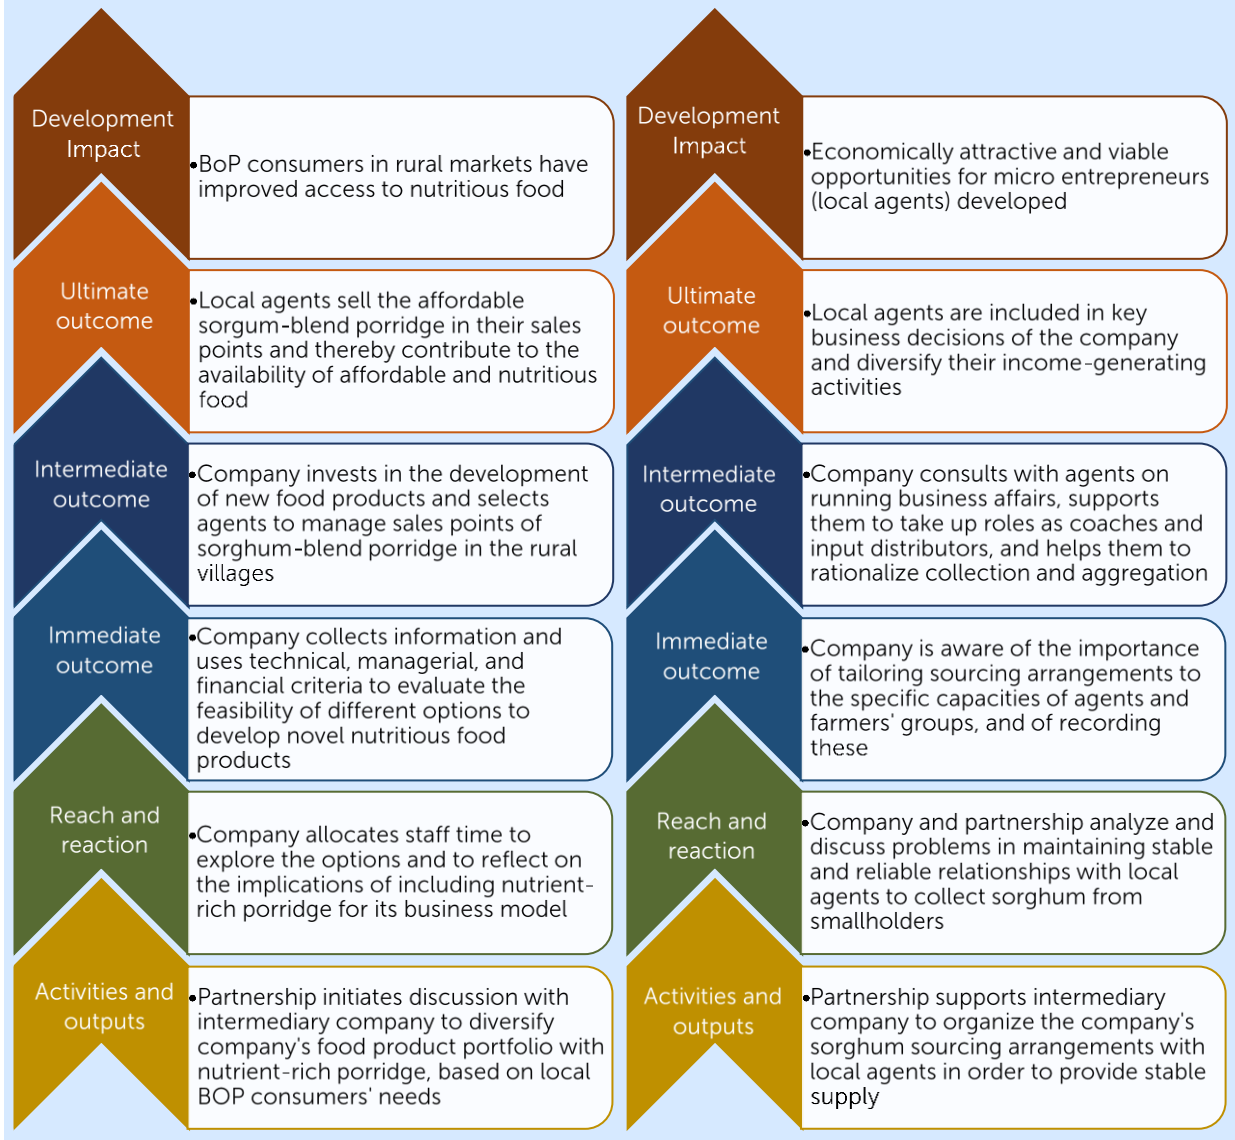 Development
Impact
•BoP consumers in rural markets have
improved access to nutritious food
Ultimate
outcome
•Local agents sell the affordable
sorgum-blend porridge in their sales
points and thereby contribute to the
availability of affordable and nutritious
food
Intermediate
outcome
•Company invests in the development
of new food products and selects
agents to manage sales points of
sorghum-blend porridge in the rural
villages
Immediate
outcome
•Company collects information and
uses technical, managerial, and
financial criteria to evaluate the
feasibility of different options to
develop novel nutritious food
products
Reach and
reaction
•Company allocates staff time to
explore the options and to reflect on
the implications of including nutrient-
rich porridge for its business model
Activities and
outputs
•Partnership initiates discussion with
intermediary company to diversify
company's food product portfolio with
nutrient-rich porridge, based on local
BOP consumers' needs
Development
Impact
•Economically attractive and viable
opportunities for micro entrepreneurs
(local agents) developed
Ultimate
outcome
•Local agents are included in key
business decisions of the company
and diversify their income-generating
activities
Intermediate
outcome
•Company consults with agents on
running business affairs, supports
them to take up roles as coaches and
input distributors, and helps them to
rationalize collection and aggregation
Immediate
outcome
•Company is aware of the importance
of tailoring sourcing arrangements to
the specific capacities of agents and
farmers' groups, and of recording
these
Reach and
reaction
•Company and partnership analyze and
discuss problems in maintaining stable
and reliable relationships with local
agents to collect sorghum from
smallholders
Activities and
outputs
•Partnership supports intermediary
company to organize the company's
sorghum sourcing arrangements with
local agents in order to provide stable
supply